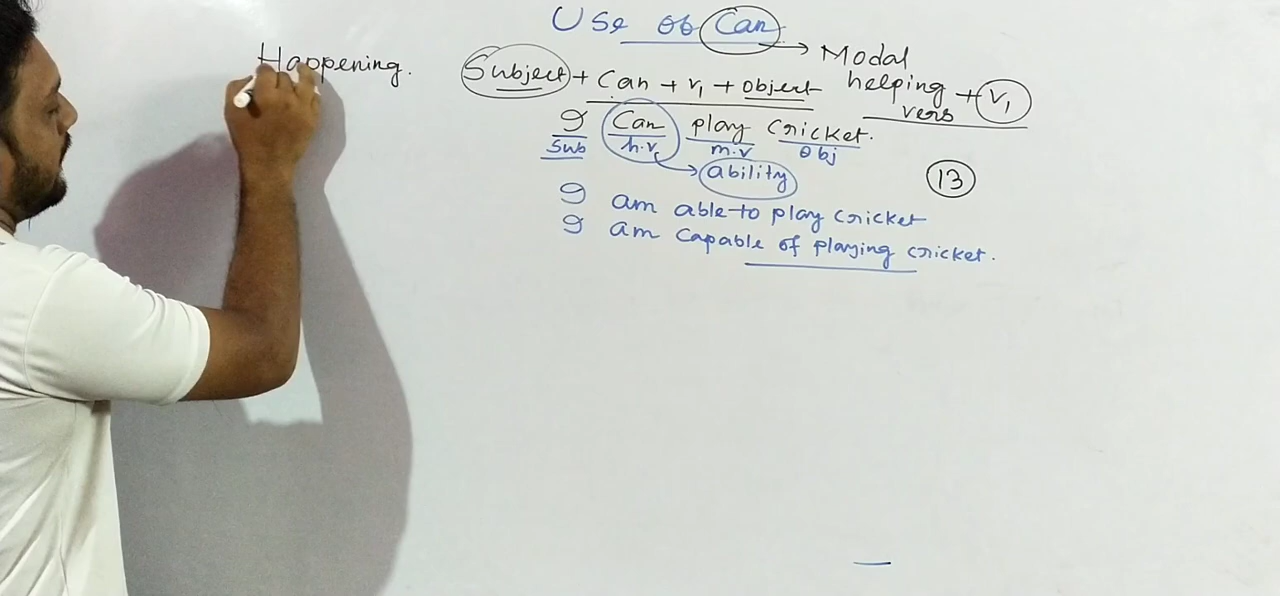 Use of Can → Modal
helping
vers + V₁
Happening.
Subject + Can + V₁ + object
I Can play cricket.
Sub h.v m.v Obj
→ ability
13
I am able to play cricket
I am capable of playing cricket.